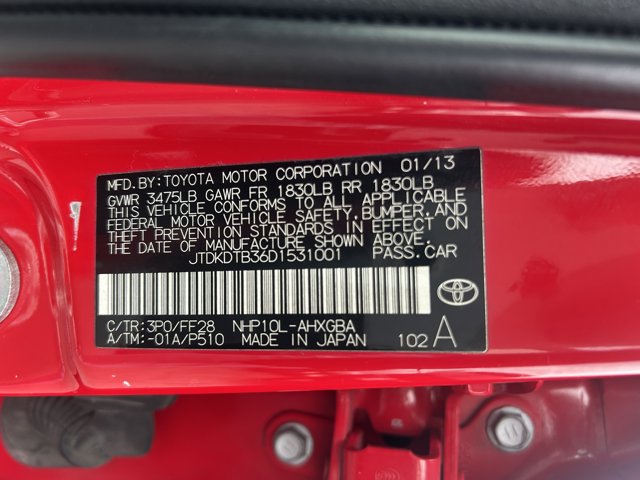 MFD.BY:TOYOTA MOTOR CORPORATION 01/13
GVWR 3475LB GAWR FR 1830LB RR 1830LB
THIS VEHICLE CONFORMS TO ALL APPLICABLE
FEDERAL MOTOR VEHICLE SAFETY,BUMPER,AND
THEFT PREVENTION STANDARDS IN EFFECT ON
THE DATE OF MANUFACTURE SHOWN ABOVE.
JTDKDTB36D1531001 PASS.CAR
C/TR:3P0/FF28 NHP10L-AHXGBA
A/TM:-01A/P510 MADE IN JAPAN 102 A